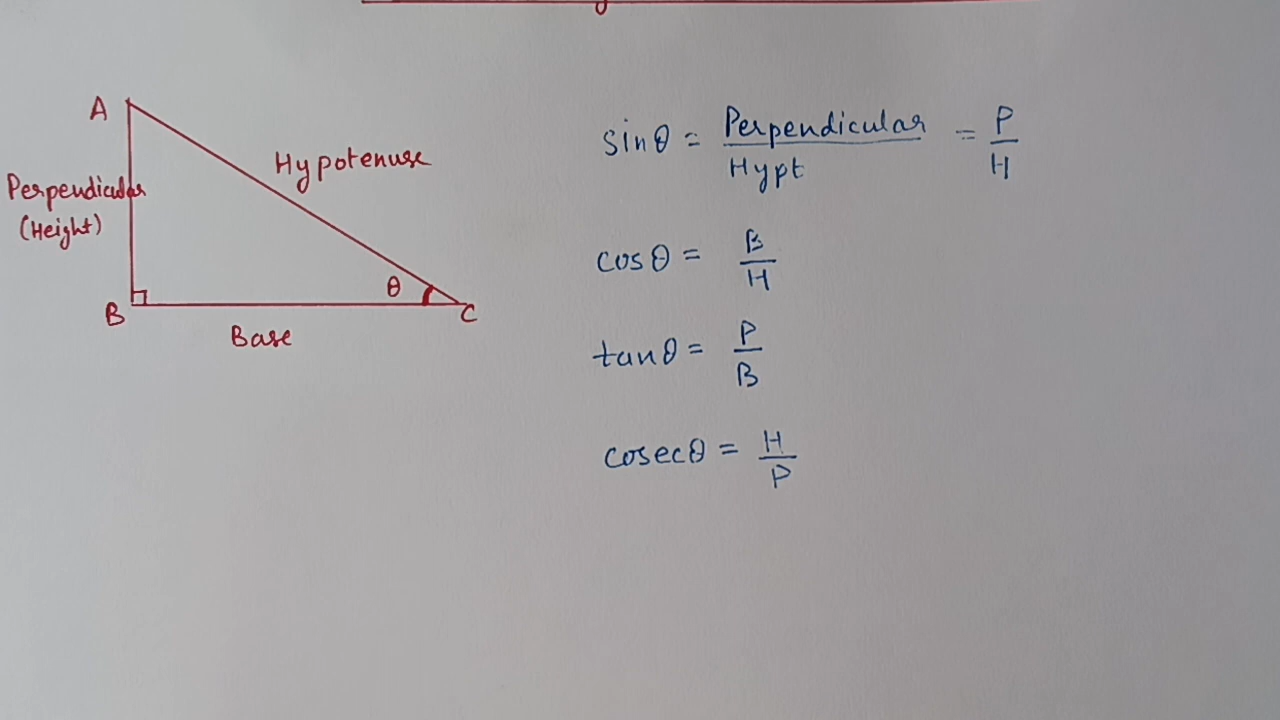 A
Hypotenuse
Perpendicular
(Height)
θ
B
C
Base
sinθ = Perpendicular / Hypt = P / H
cosθ = B / H
tanθ = P / B
cosecθ = H / P